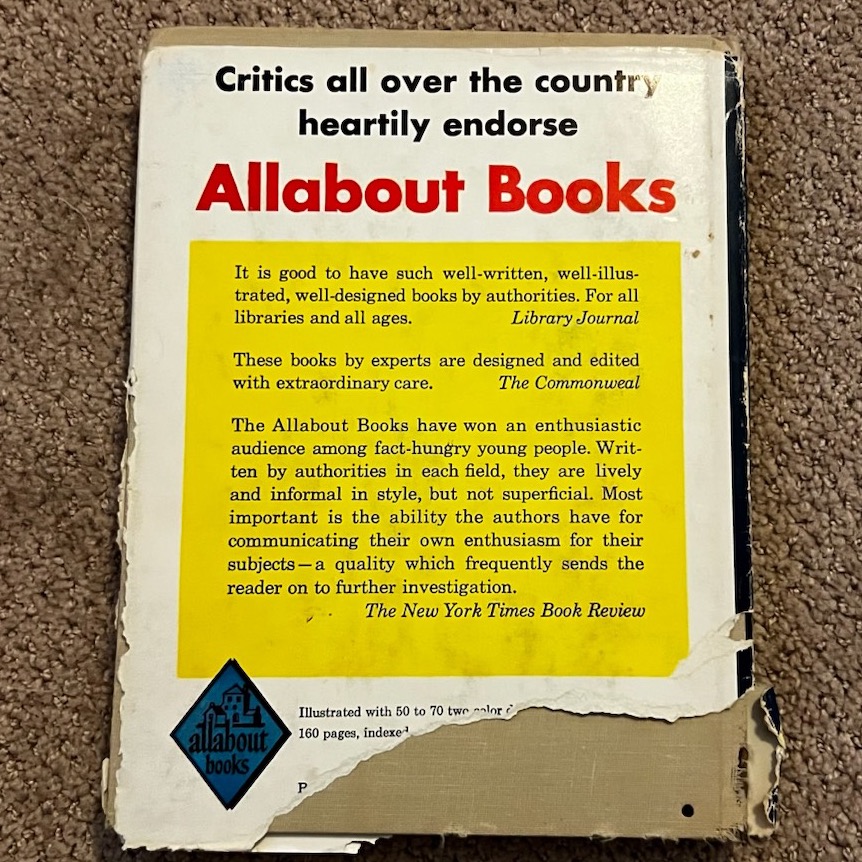 Critics all over the country
heartily endorse
Allabout Books
It is good to have such well-written, well-illus-
trated, well-designed books by authorities. For all
libraries and all ages. Library Journal
These books by experts are designed and edited
with extraordinary care. The Commonweal
The Allabout Books have won an enthusiastic
audience among fact-hungry young people. Writ-
ten by authorities in each field, they are lively
and informal in style, but not superficial. Most
important is the ability the authors have for
communicating their own enthusiasm for their
subjects—a quality which frequently sends the
reader on to further investigation.
The New York Times Book Review
allabout
books
Illustrated with 50 to 70 two color
160 pages, indexed
P